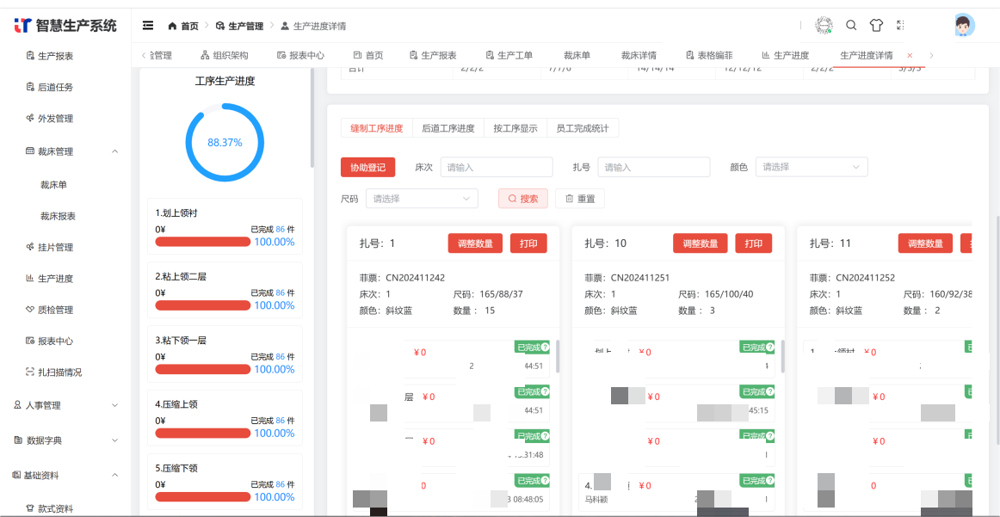 智慧生产系统
首页 生产管理 生产进度详情
管理 组织架构 报表中心 首页 生产报表 生产工单 裁床单 裁床详情 表格编菲 生产进度 生产进度详情 ×
生产报表
后道任务
外发管理
裁床管理
裁床单
裁床报表
挂片管理
生产进度
质检管理
报表中心
扎扫描情况
人事管理
数据字典
基础资料
款式资料
工序生产进度
88.37%
1.划上领衬
0¥ 已完成 86 件
100.00%
2.粘上领二层
0¥ 已完成 86 件
100.00%
3.粘下领一层
0¥ 已完成 86 件
100.00%
4.压缩上领
0¥ 已完成 86 件
100.00%
5.压缩下领
0¥ 已完成 86 件
100.00%
合计 2/2/2 7/7/6 14/14/14 12/12/12 2/2/2 3/3/3
缝制工序进度 后道工序进度 按工序显示 员工完成统计
协助登记 床次 请输入 扎号 请输入 颜色 请选择
尺码 请选择 搜索 重置
扎号：1 调整数量 打印
菲票：CN202411242
床次：1 尺码：165/88/37
颜色：斜纹蓝 数量： 15
¥0 已完成
2 44:51
层 ¥0 已完成
44:51
¥0 已完成
:31:48
0 已完成
08:48:05
扎号：10 调整数量 打印
菲票：CN202411251
床次：1 尺码：165/100/40
颜色：斜纹蓝 数量： 3
¥0 已完成
¥0 已完成
45:15
¥0 已完成
4. ¥0 已完成
马科颖
扎号：11 调整数量
菲票：CN202411252
床次：1 尺码：160/92/38
颜色：斜纹蓝 数量： 2
¥0
¥0
¥0
0